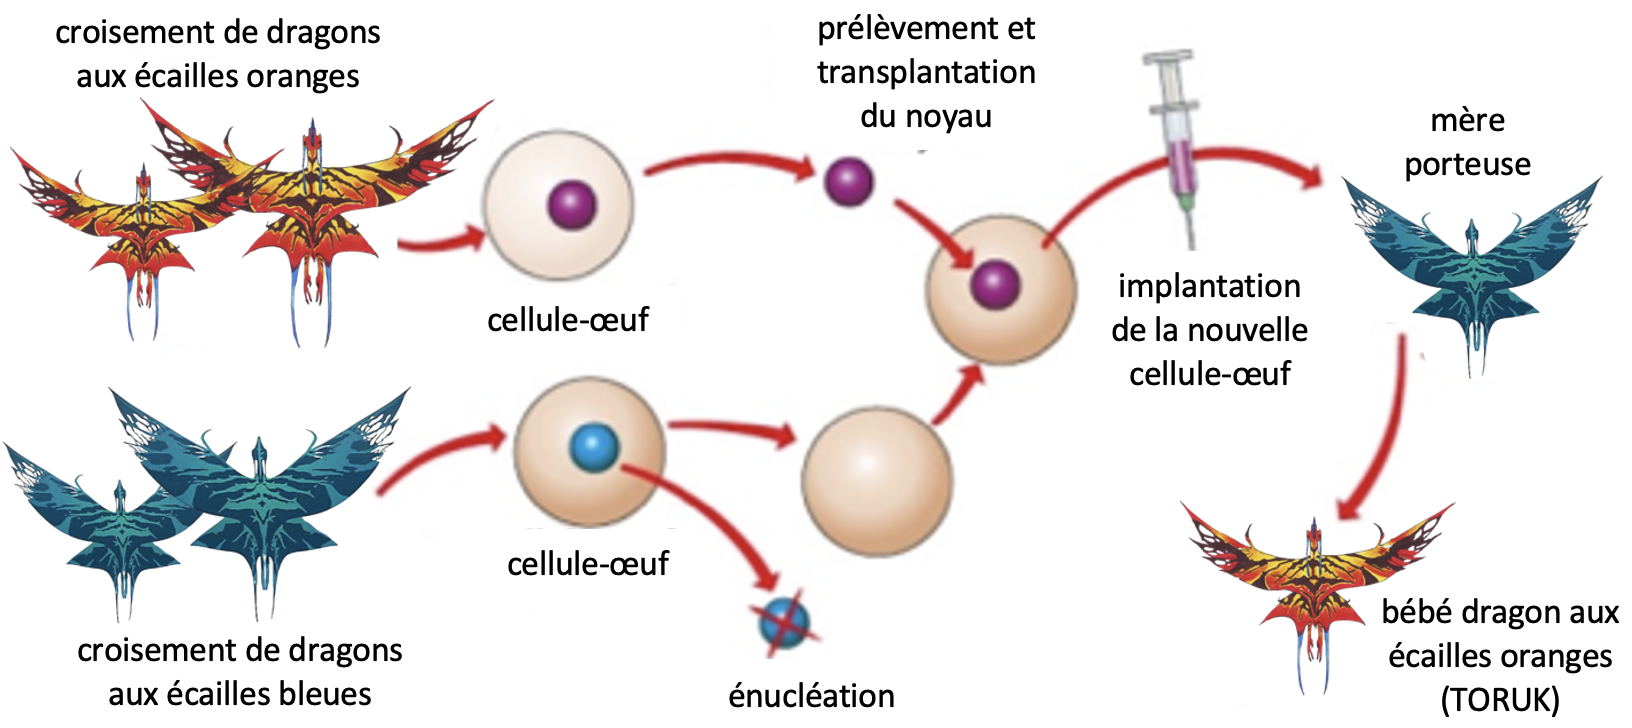 croisement de dragons
aux écailles oranges
cellule-œuf
prélèvement et
transplantation
du noyau
mère
porteuse
implantation
de la nouvelle
cellule-œuf
croisement de dragons
aux écailles bleues
cellule-œuf
énucléation
bébé dragon aux
écailles oranges
(TORUK)